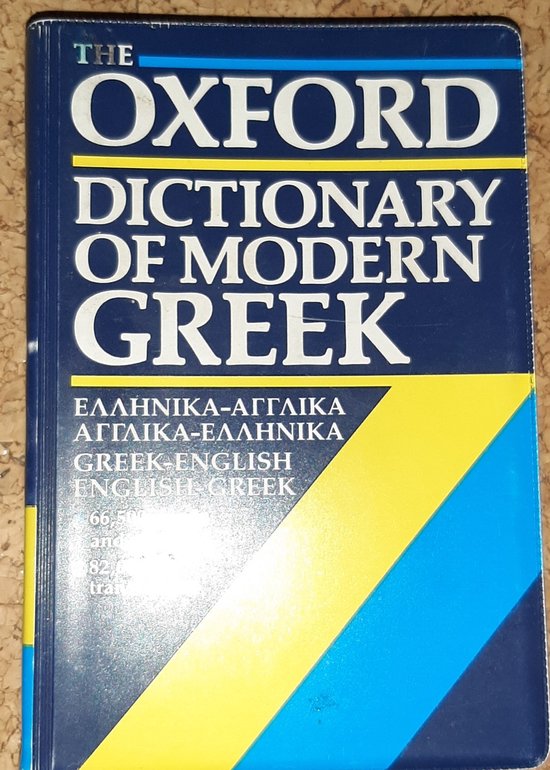 THE
OXFORD
DICTIONARY
OF MODERN
GREEK
ΕΛΛΗΝΙΚΑ-ΑΓΓΛΙΚΑ
ΑΓΓΛΙΚΑ-ΕΛΛΗΝΙΚΑ
GREEK-ENGLISH
ENGLISH-GREEK